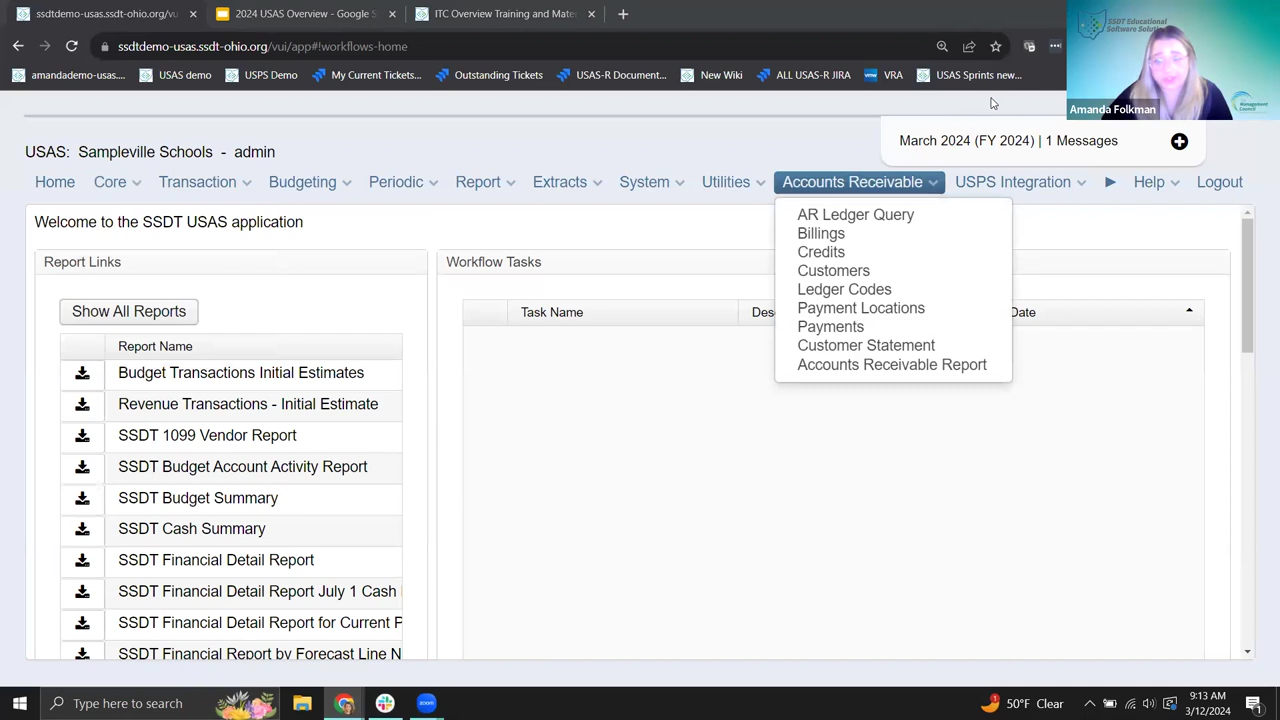 ssdtdemo-usas.ssdt-ohio.org/vu
2024 USAS Overview - Google S
ITC Overview Training and Mate
ssdtdemo-usas.ssdt-ohio.org/vui/app#!workflows-home
amandademo-usas....
USAS demo
USPS Demo
My Current Tickets...
Outstanding Tickets
USAS-R Document...
New Wiki
ALL USAS-R JIRA
VRA
USAS Sprints new...
SSDT Educational
Software Solutions
Management
Council
Amanda Folkman
March 2024 (FY 2024) | 1 Messages
USAS: Sampleville Schools - admin
Home Core Transaction Budgeting Periodic Report Extracts System Utilities Accounts Receivable USPS Integration Help Logout
AR Ledger Query
Billings
Credits
Customers
Ledger Codes
Payment Locations
Payments
Customer Statement
Accounts Receivable Report
Welcome to the SSDT USAS application
Report Links
Show All Reports
Report Name
Budget Transactions Initial Estimates
Revenue Transactions - Initial Estimate
SSDT 1099 Vendor Report
SSDT Budget Account Activity Report
SSDT Budget Summary
SSDT Cash Summary
SSDT Financial Detail Report
SSDT Financial Detail Report July 1 Cash
SSDT Financial Detail Report for Current P
SSDT Financial Report by Forecast Line N
Workflow Tasks
Task Name
Des
Date
Type here to search
50°F Clear
9:13 AM
3/12/2024
1